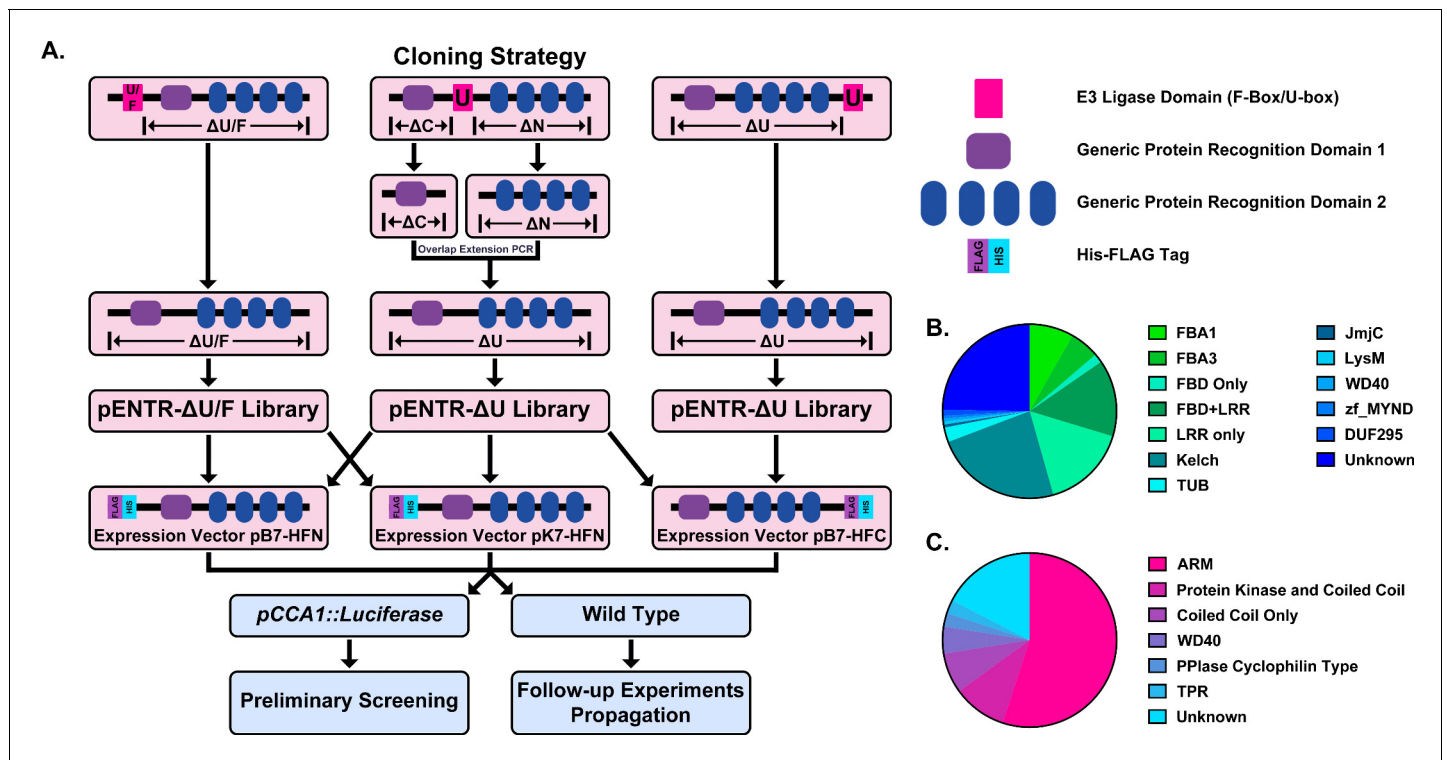 A.
Cloning Strategy
U/
F
U
U
ΔU/F
ΔC
ΔN
ΔU
ΔC
ΔN
Overlap Extension PCR
ΔU/F
ΔU
ΔU
pENTR-ΔU/F Library
pENTR-ΔU Library
pENTR-ΔU Library
FLAG
HIS
FLAG
HIS
FLAG
HIS
Expression Vector pB7-HFN
Expression Vector pK7-HFN
Expression Vector pB7-HFC
pCCA1::Luciferase
Wild Type
Preliminary Screening
Follow-up Experiments
Propagation
E3 Ligase Domain (F-Box/U-box)
Generic Protein Recognition Domain 1
Generic Protein Recognition Domain 2
FLAG
HIS
His-FLAG Tag
B.
FBA1
FBA3
FBD Only
FBD+LRR
LRR only
Kelch
TUB
JmjC
LysM
WD40
zf_MYND
DUF295
Unknown
C.
ARM
Protein Kinase and Coiled Coil
Coiled Coil Only
WD40
PPlase Cyclophilin Type
TPR
Unknown